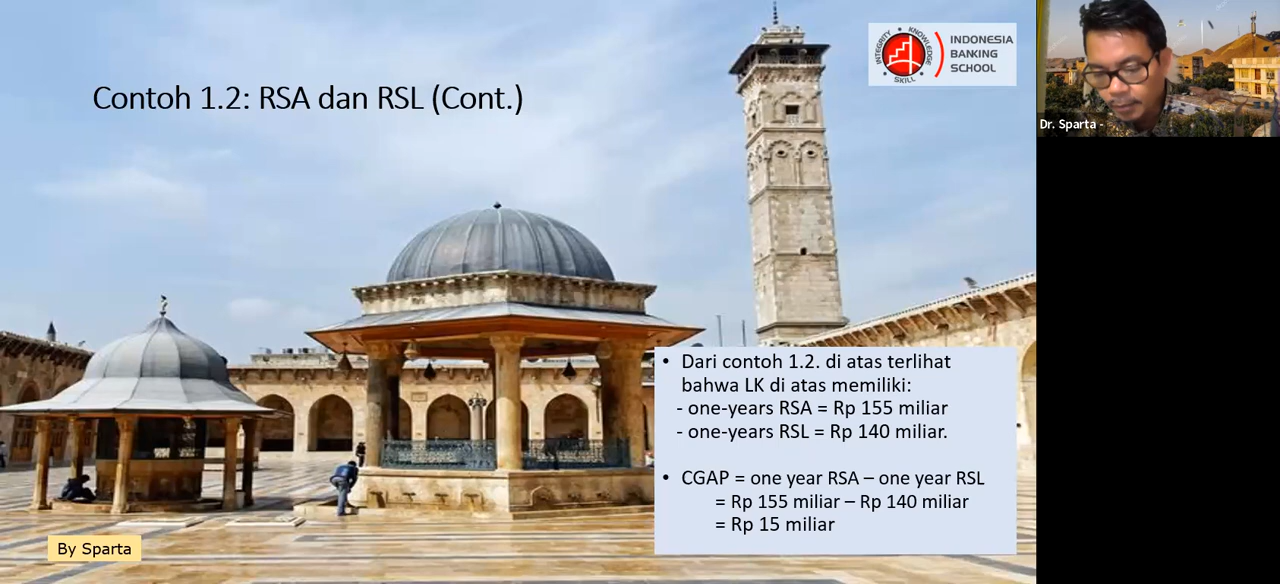 Contoh 1.2: RSA dan RSL (Cont.)
INTEGRITY • KNOWLEDGE • SKILL
INDONESIA
BANKING
SCHOOL
Dr. Sparta -
• Dari contoh 1.2. di atas terlihat
bahwa LK di atas memiliki:
- one-years RSA = Rp 155 miliar
- one-years RSL = Rp 140 miliar.
• CGAP = one year RSA – one year RSL
= Rp 155 miliar – Rp 140 miliar
= Rp 15 miliar
By Sparta